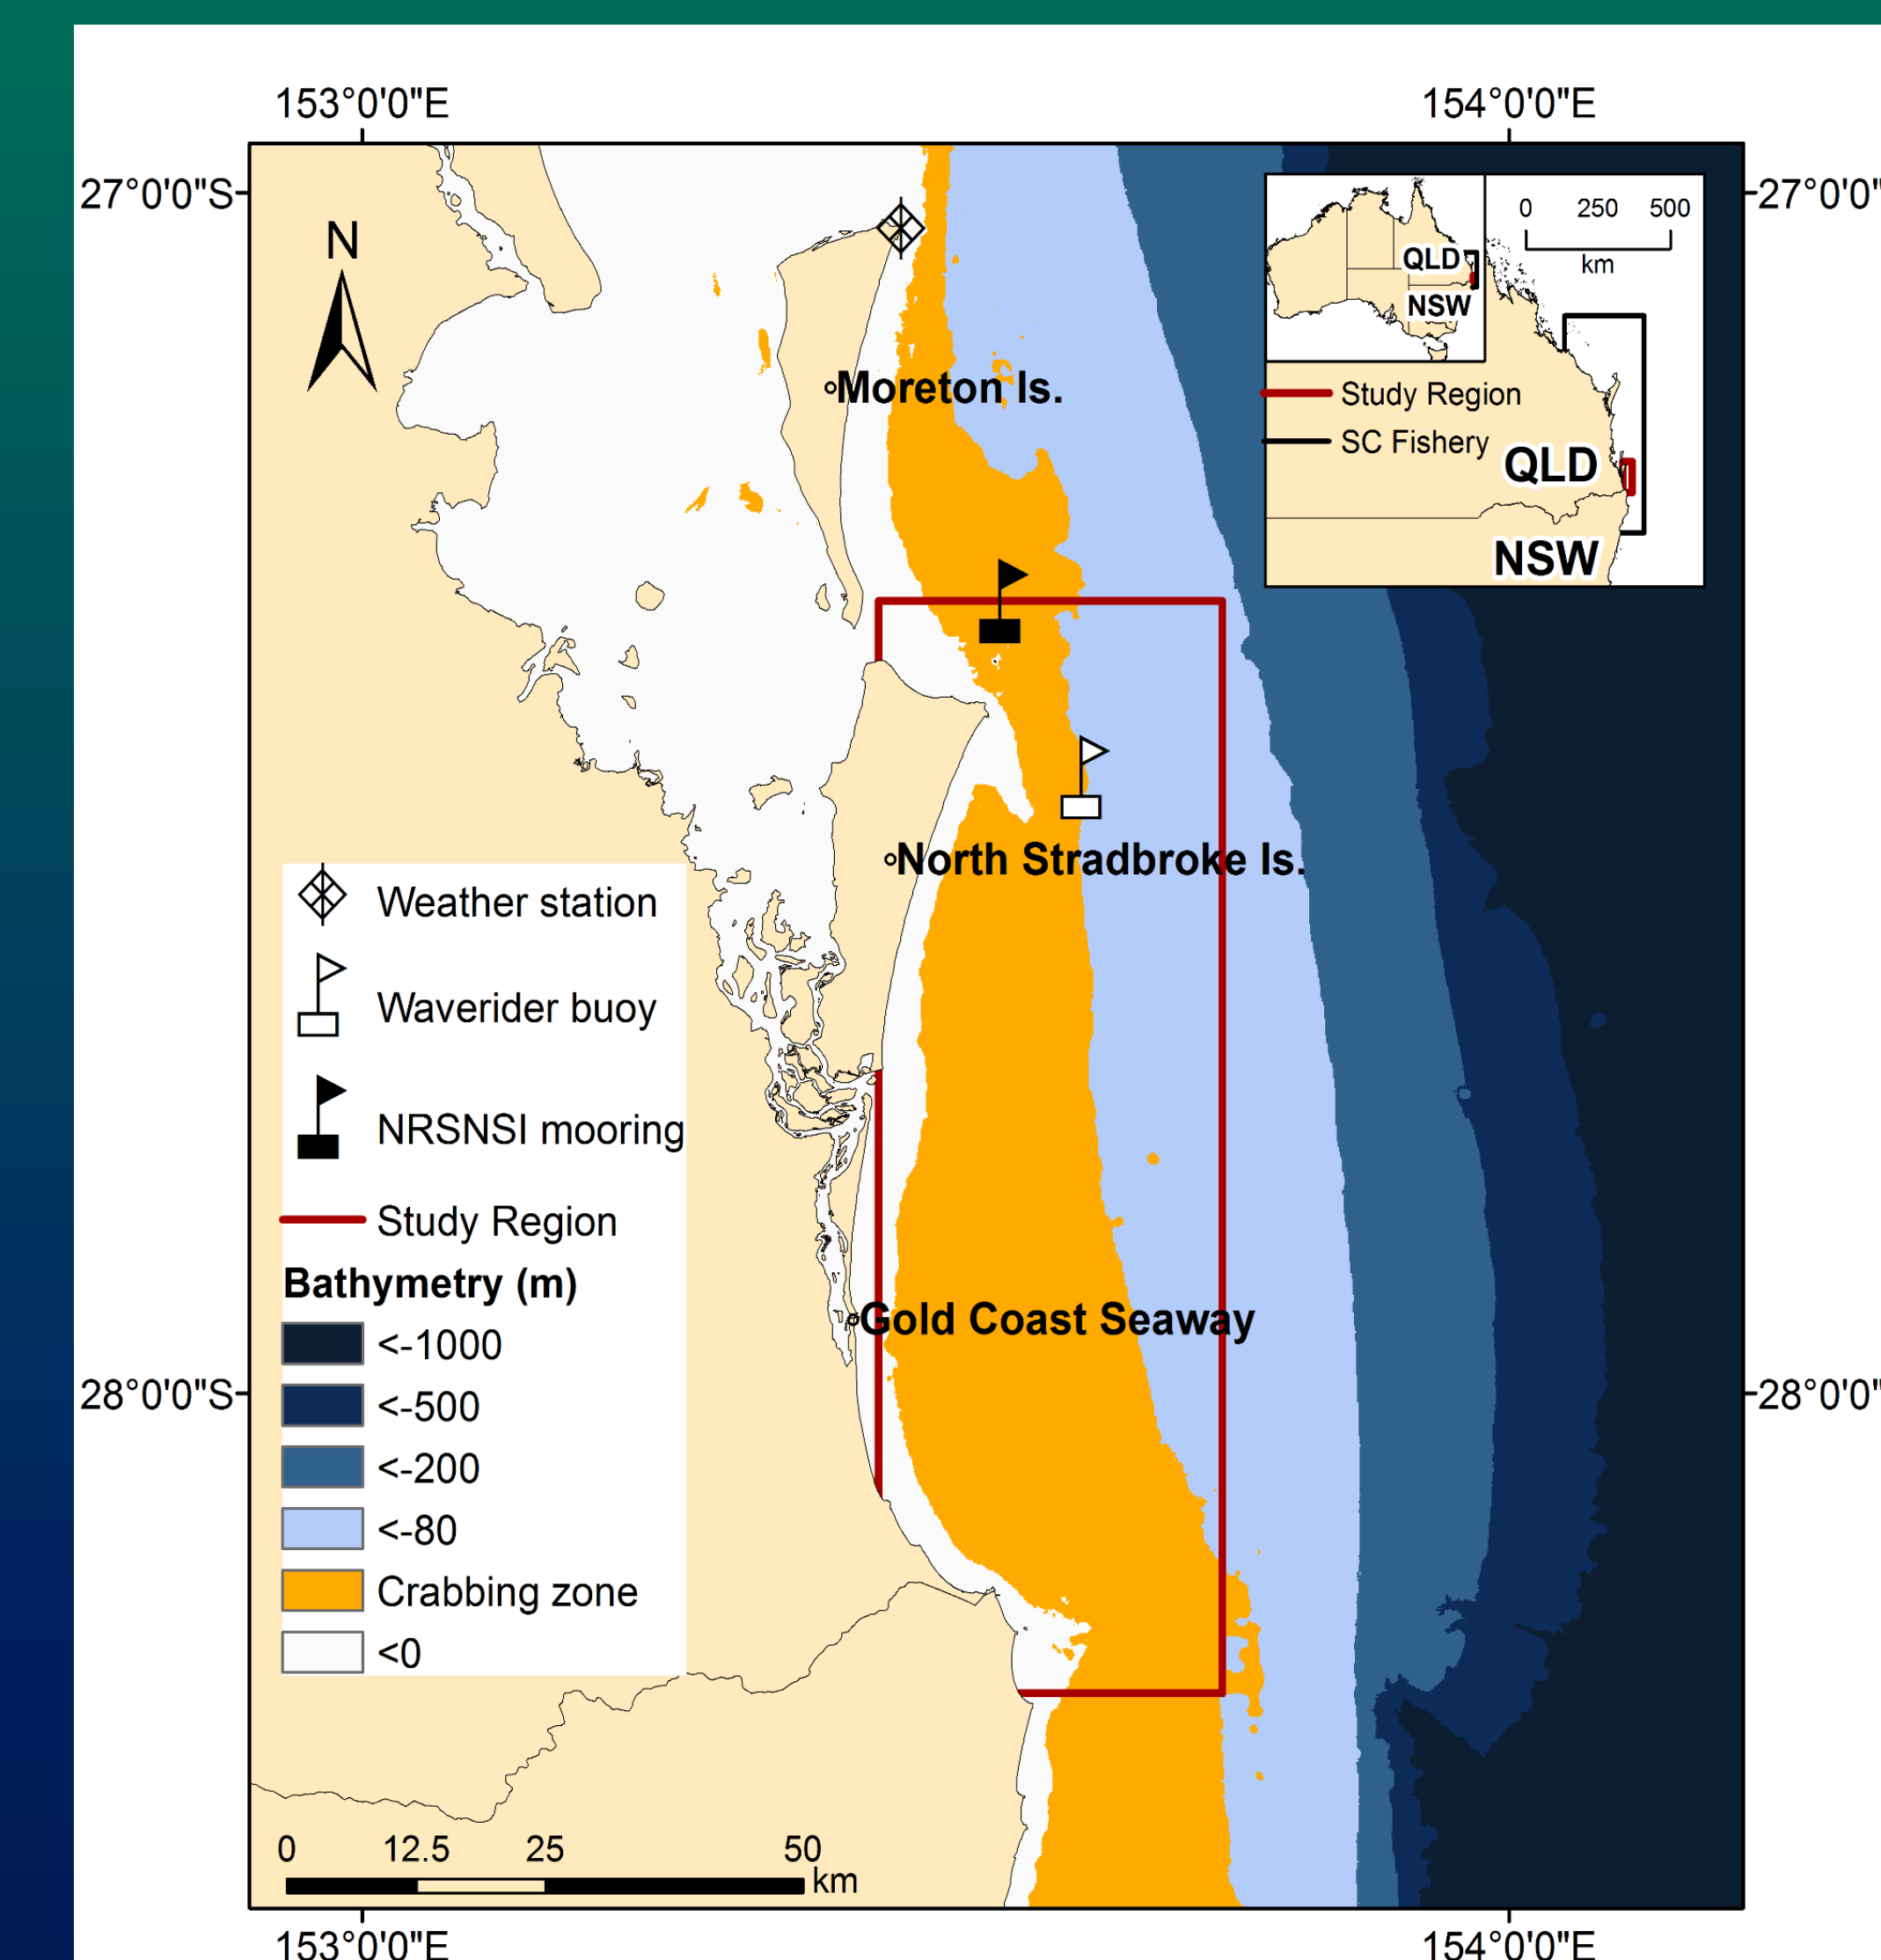 153°0'0"E
154°0'0"E
27°0'0"S
27°0'0"
N
QLD
NSW
0 250 500
km
Study Region
SC Fishery
QLD
NSW
Moreton Is.
North Stradbroke Is.
Gold Coast Seaway
Weather station
Waverider buoy
NRSNSI mooring
Study Region
Bathymetry (m)
<-1000
<-500
<-200
<-80
Crabbing zone
<0
28°0'0"S
28°0'0"
0 12.5 25 50
km
153°0'0"E
154°0'0"E